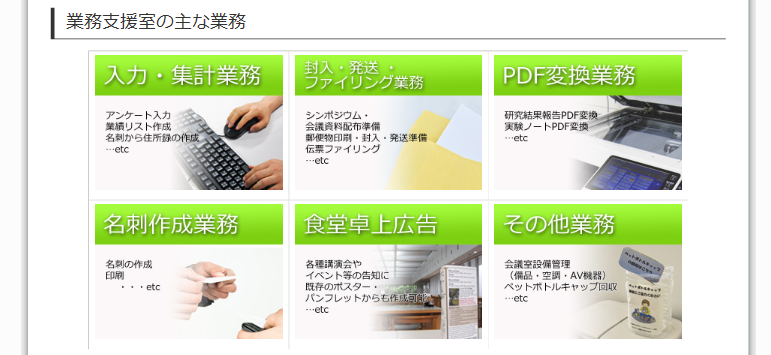 業務支援室の主な業務
入力・集計業務
アンケート入力
業績リスト作成
名刺から住所録の作成
…etc
封入・発送・
ファイリング業務
シンポジウム・
会議資料配布準備
郵便物印刷・封入・発送準備
伝票ファイリング
…etc
PDF変換業務
研究結果報告PDF変換
実験ノートPDF変換
…etc
名刺作成業務
名刺の作成
印刷
・・・etc
食堂卓上広告
各種講演会や
イベント等の告知に
既存のポスター・
パンフレットからも作成可能
…etc
その他業務
会議室設備管理
（備品・空調・AV機器）
ペットボトルキャップ回収
…etc
ペットボトルキャップ